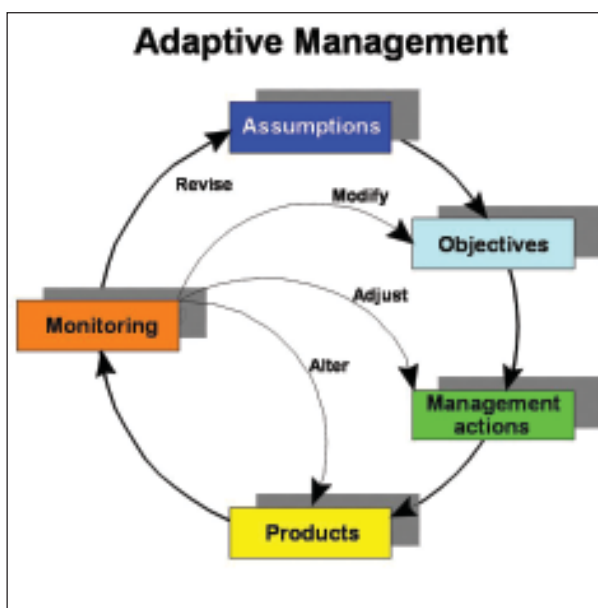 Adaptive Management
Assumptions
Revise
Modify
Objectives
Monitoring
Adjust
Alter
Management
actions
Products